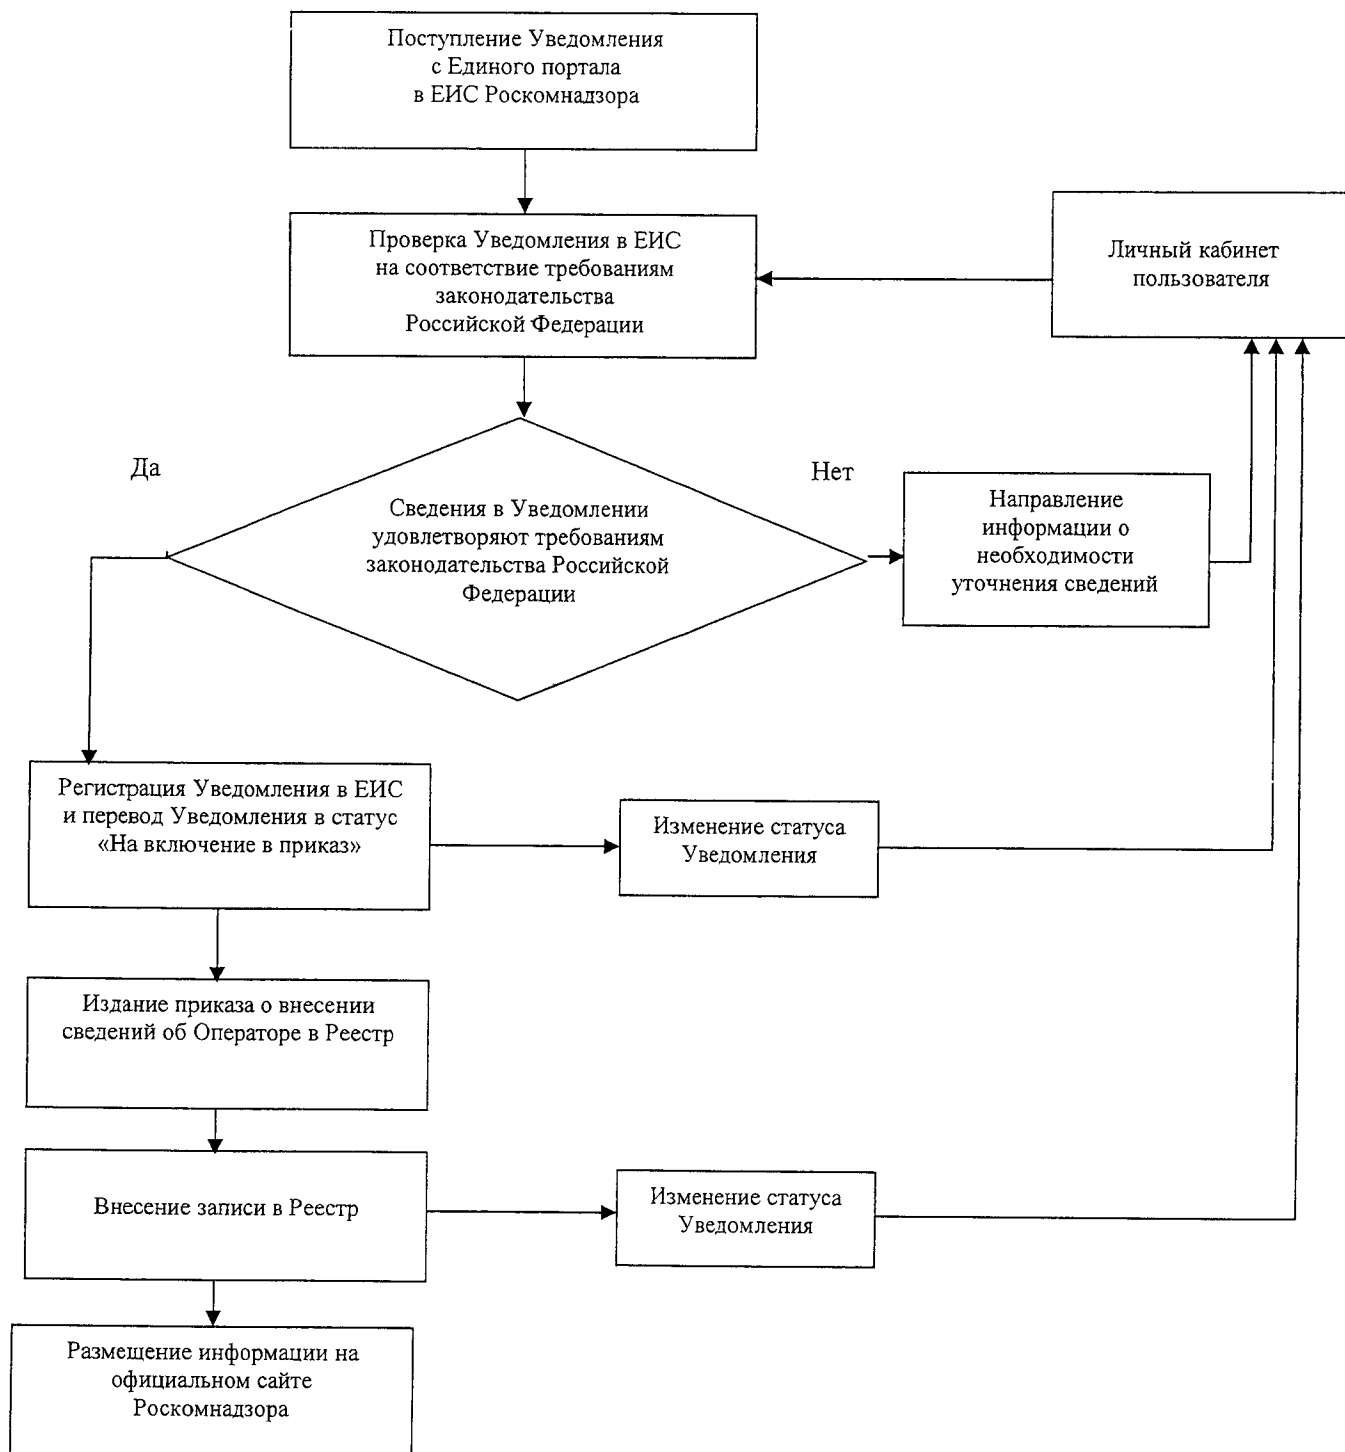 Поступление Уведомления
с Единого портала
в ЕИС Роскомнадзора
Проверка Уведомления в ЕИС
на соответствие требованиям
законодательства
Российской Федерации
Личный кабинет
пользователя
Да
Нет
Сведения в Уведомлении
удовлетворяют требованиям
законодательства Российской
Федерации
Направление
информации о
необходимости
уточнения сведений
Регистрация Уведомления в ЕИС
и перевод Уведомления в статус
«На включение в приказ»
Изменение статуса
Уведомления
Издание приказа о внесении
сведений об Операторе в Реестр
Внесение записи в Реестр
Изменение статуса
Уведомления
Размещение информации на
официальном сайте
Роскомнадзора